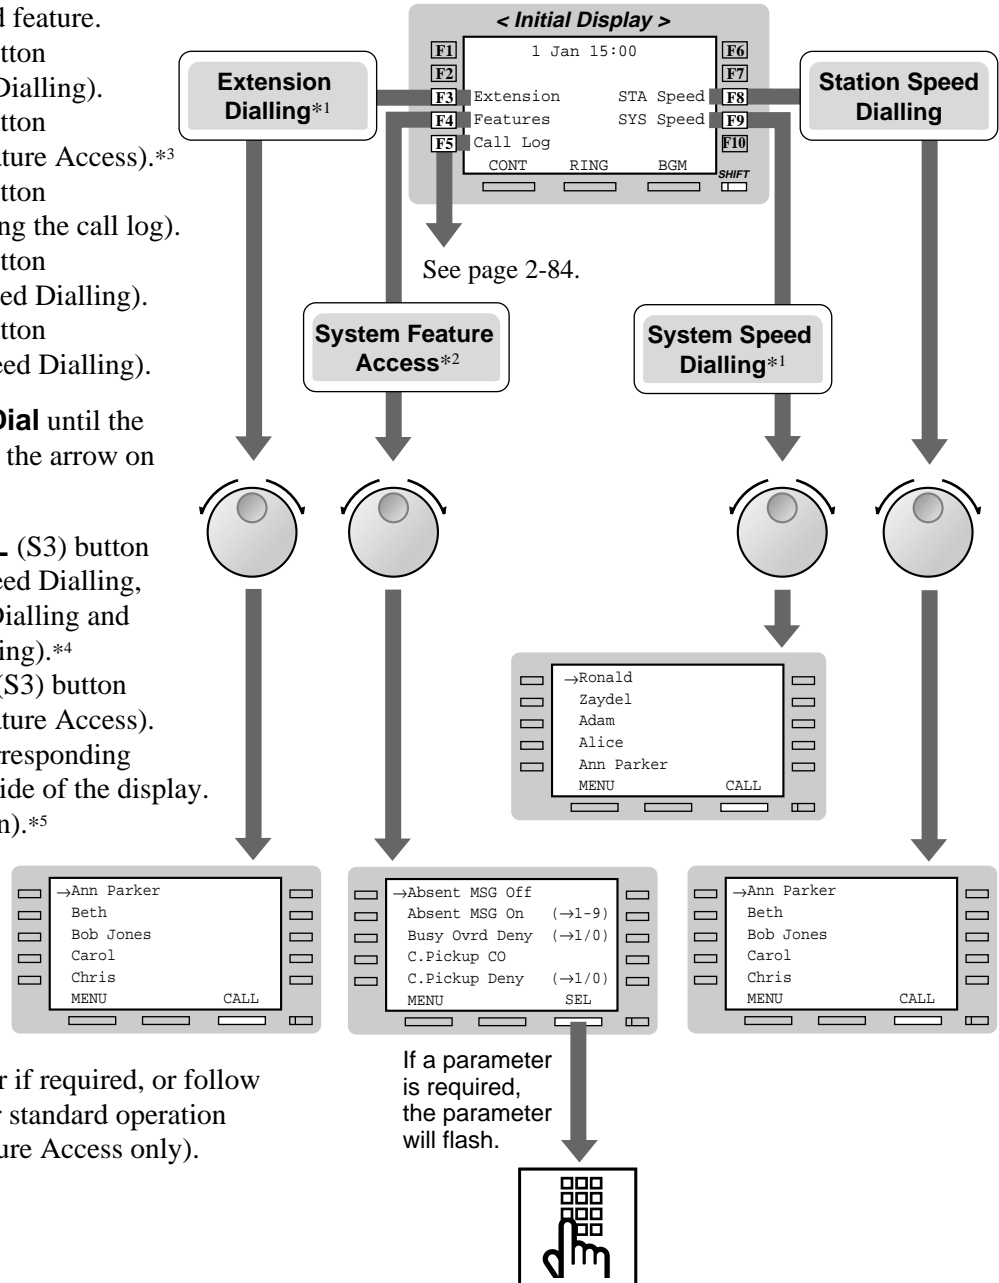 d feature.
tton
Dialling).
tton
ature Access).*3
tton
ng the call log).
tton
ed Dialling).
tton
eed Dialling).
Dial until the
the arrow on
L (S3) button
eed Dialling,
Dialling and
ing).*4
(S3) button
ature Access).
rresponding
ide of the display.
n).*5
r if required, or follow
r standard operation
ure Access only).
< Initial Display >
F1 1 Jan 15:00 F6
F2 F7
F3 Extension STA Speed F8
F4 Features SYS Speed F9
F5 Call Log F10
CONT RING BGM SHIFT
Extension
Dialling*1
Station Speed
Dialling
See page 2-84.
System Feature
Access*2
System Speed
Dialling*1
→Ronald
Zaydel
Adam
Alice
Ann Parker
MENU CALL
→Ann Parker
Beth
Bob Jones
Carol
Chris
MENU CALL
→Absent MSG Off
Absent MSG On (→1-9)
Busy Ovrd Deny (→1/0)
C.Pickup CO
C.Pickup Deny (→1/0)
MENU SEL
→Ann Parker
Beth
Bob Jones
Carol
Chris
MENU CALL
If a parameter
is required,
the parameter
will flash.